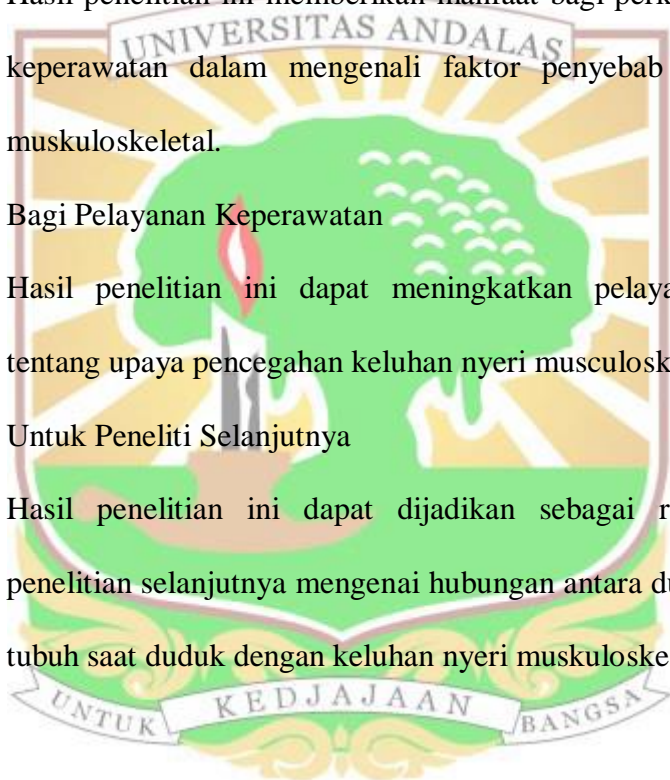 Hasil penelitian ini memberikan manfaat bagi perk
UNIVERSITAS ANDALAS
keperawatan dalam mengenali faktor penyebab
muskuloskeletal.
Bagi Pelayanan Keperawatan
Hasil penelitian ini dapat meningkatkan pelaya
tentang upaya pencegahan keluhan nyeri musculosk
Untuk Peneliti Selanjutnya
Hasil penelitian ini dapat dijadikan sebagai r
penelitian selanjutnya mengenai hubungan antara du
tubuh saat duduk dengan keluhan nyeri muskuloske
UNTUK KEDJAJAAN BANGSA